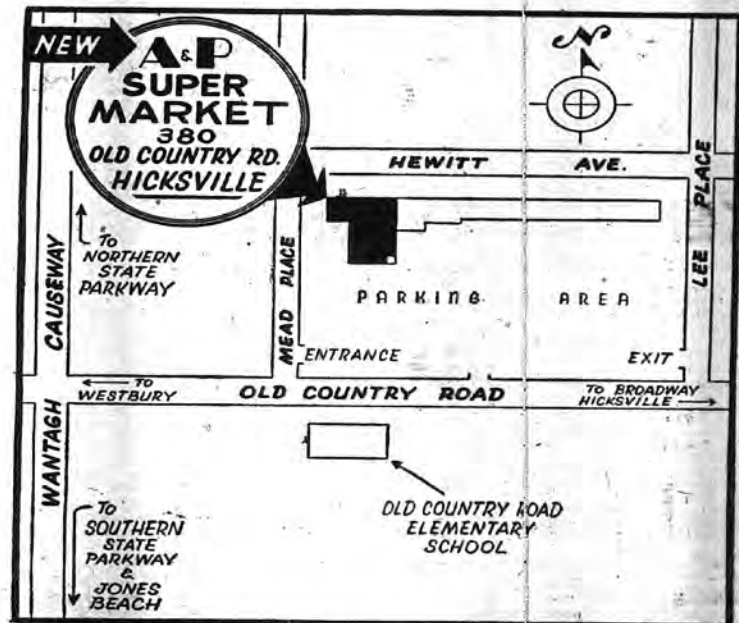 NEW
A&P
SUPER
MARKET
380
OLD COUNTRY RD.
HICKSVILLE
N
HEWITT AVE.
LEE PLACE
To
NORTHERN
STATE
PARKWAY
CAUSEWAY
MEAD PLACE
PARKING AREA
ENTRANCE
EXIT
TO
WESTBURY
OLD COUNTRY ROAD
TO BROADWAY
HICKSVILLE
WANTAGH
To
SOUTHERN
STATE
PARKWAY
&
JONES
BEACH
OLD COUNTRY ROAD
ELEMENTARY
SCHOOL